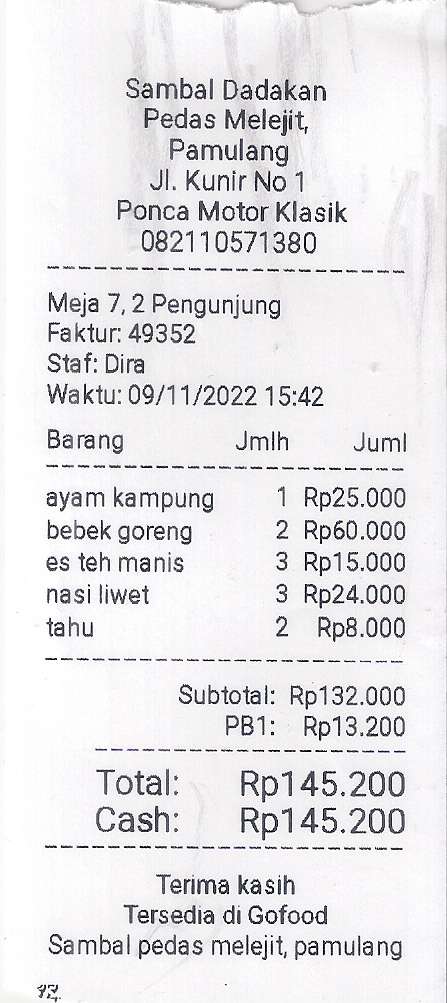 Sambal Dadakan
Pedas Melejit,
Pamulang
Jl. Kunir No 1
Ponca Motor Klasik
082110571380
Meja 7, 2 Pengunjung
Faktur: 49352
Staf: Dira
Waktu: 09/11/2022 15:42
Barang Jmlh Juml
ayam kampung 1 Rp25.000
bebek goreng 2 Rp60.000
es teh manis 3 Rp15.000
nasi liwet 3 Rp24.000
tahu 2 Rp8.000
Subtotal: Rp132.000
PB1: Rp13.200
Total: Rp145.200
Cash: Rp145.200
Terima kasih
Tersedia di Gofood
Sambal pedas melejit, pamulang